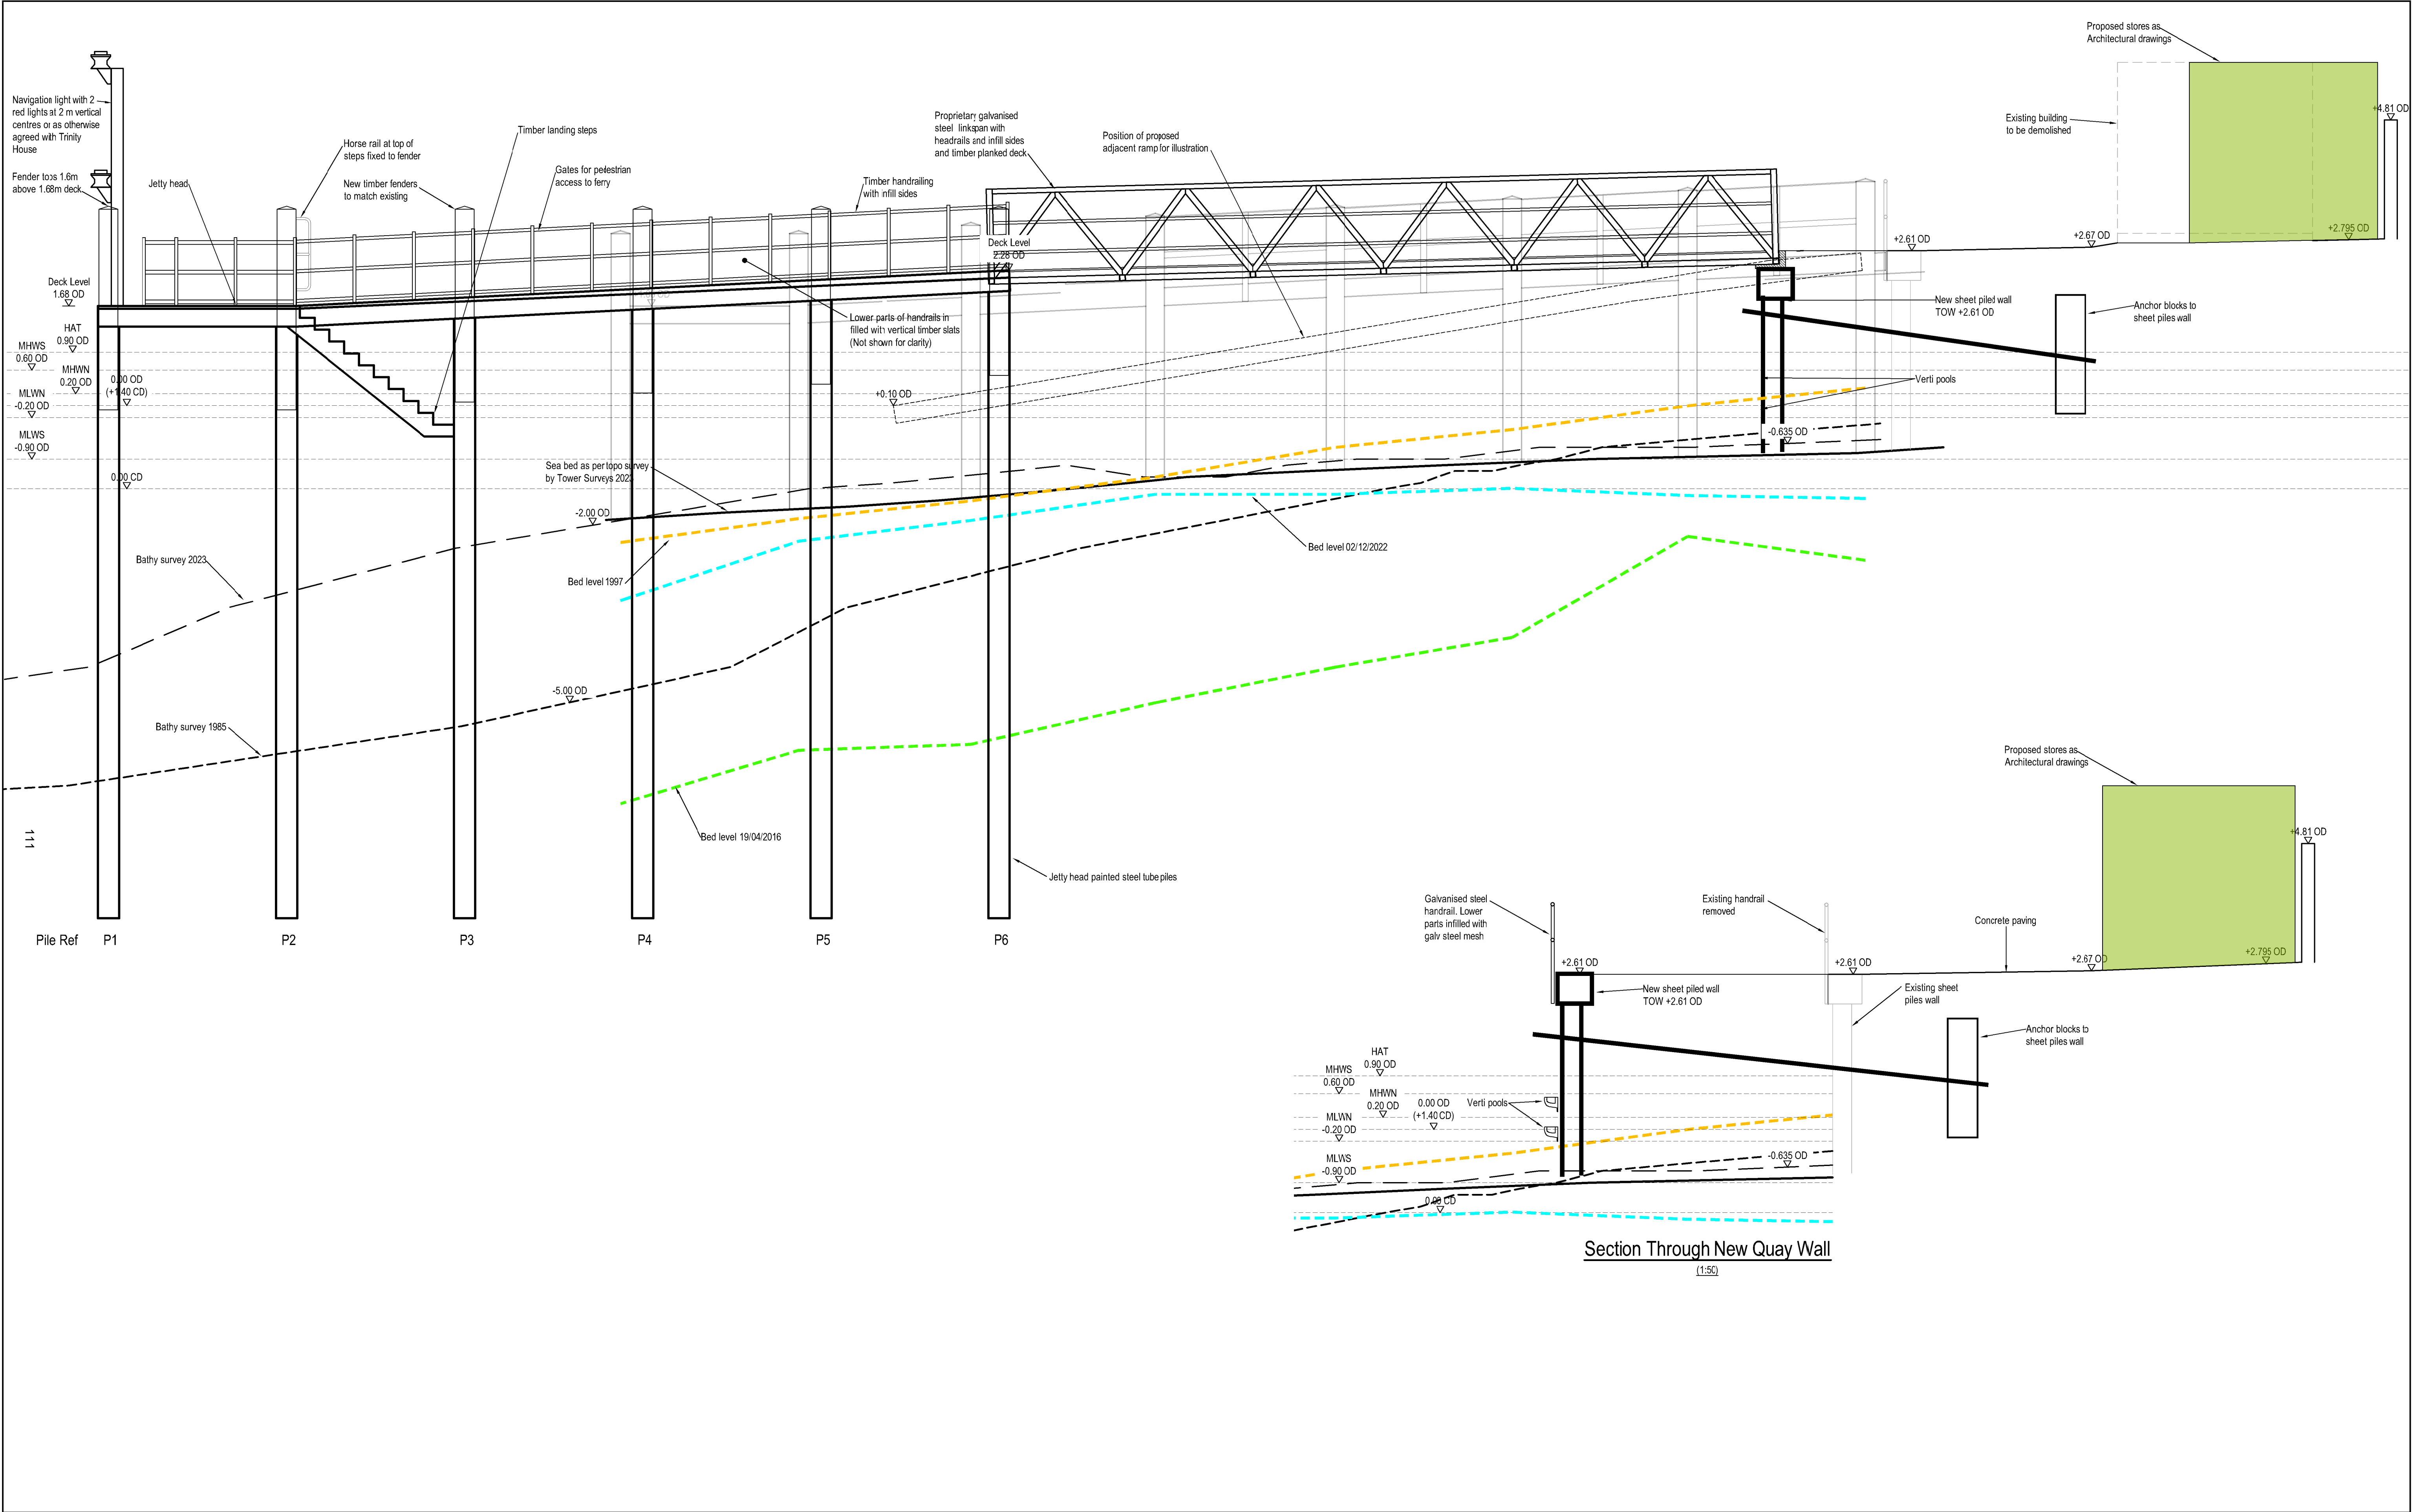 Proposed stores as
Architectural drawings
Navigation light with 2
red lights at 2 m vertical
centres or as otherwise
agreed with Trinity
House
Fender tops 1.6m
above 1.68m deck
Jetty head
Horse rail at top of
steps fixed to fender
New timber fenders
to match existing
Timber landing steps
Gates for pedestrian
access to ferry
Timber handrailing
with infill sides
Proprietary galvanised
steel linkspan with
headrails and infill sides
and timber planked deck
Position of proposed
adjacent ramp for illustration
Existing building
to be demolished
+4.81 OD
Deck Level
2.28 OD
+2.61 OD
+2.67 OD
+2.795 OD
Deck Level
1.68 OD
HAT
0.90 OD
MHWS
0.60 OD
MHWN
0.20 OD
0.00 OD
(+1.40 CD)
MLWN
-0.20 OD
MLWS
-0.90 OD
0.00 CD
Lower parts of handrails in
filled with vertical timber slats
(Not shown for clarity)
+0.10 OD
New sheet piled wall
TOW +2.61 OD
Anchor blocks to
sheet piles wall
Verti pools
-0.635 OD
Sea bed as per topo survey
by Tower Surveys 2023
-2.00 OD
Bathy survey 2023
Bed level 1997
Bed level 02/12/2022
-5.00 OD
Bathy survey 1985
Bed level 19/04/2016
Jetty head painted steel tube piles
111
Pile Ref P1 P2 P3 P4 P5 P6
Proposed stores as
Architectural drawings
+4.81 OD
Galvanised steel
handrail. Lower
parts infilled with
galv steel mesh
Existing handrail
removed
Concrete paving
+2.61 OD
+2.61 OD
+2.67 OD
+2.795 OD
New sheet piled wall
TOW +2.61 OD
Existing sheet
piles wall
Anchor blocks to
sheet piles wall
HAT
0.90 OD
MHWS
0.60 OD
MHWN
0.20 OD
0.00 OD
(+1.40 CD)
Verti pools
MLWN
-0.20 OD
MLWS
-0.90 OD
-0.635 OD
0.00 CD
Section Through New Quay Wall
(1:50)